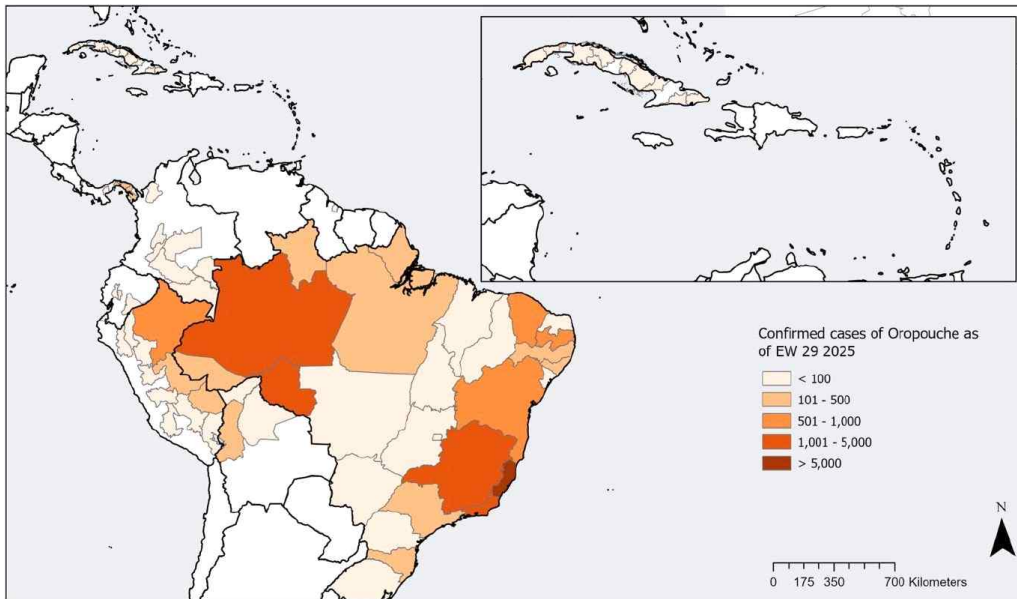 Confirmed cases of Oropouche as
of EW 29 2025
< 100
101 - 500
501 - 1,000
1,001 - 5,000
> 5,000
N
0 175 350 700 Kilometers